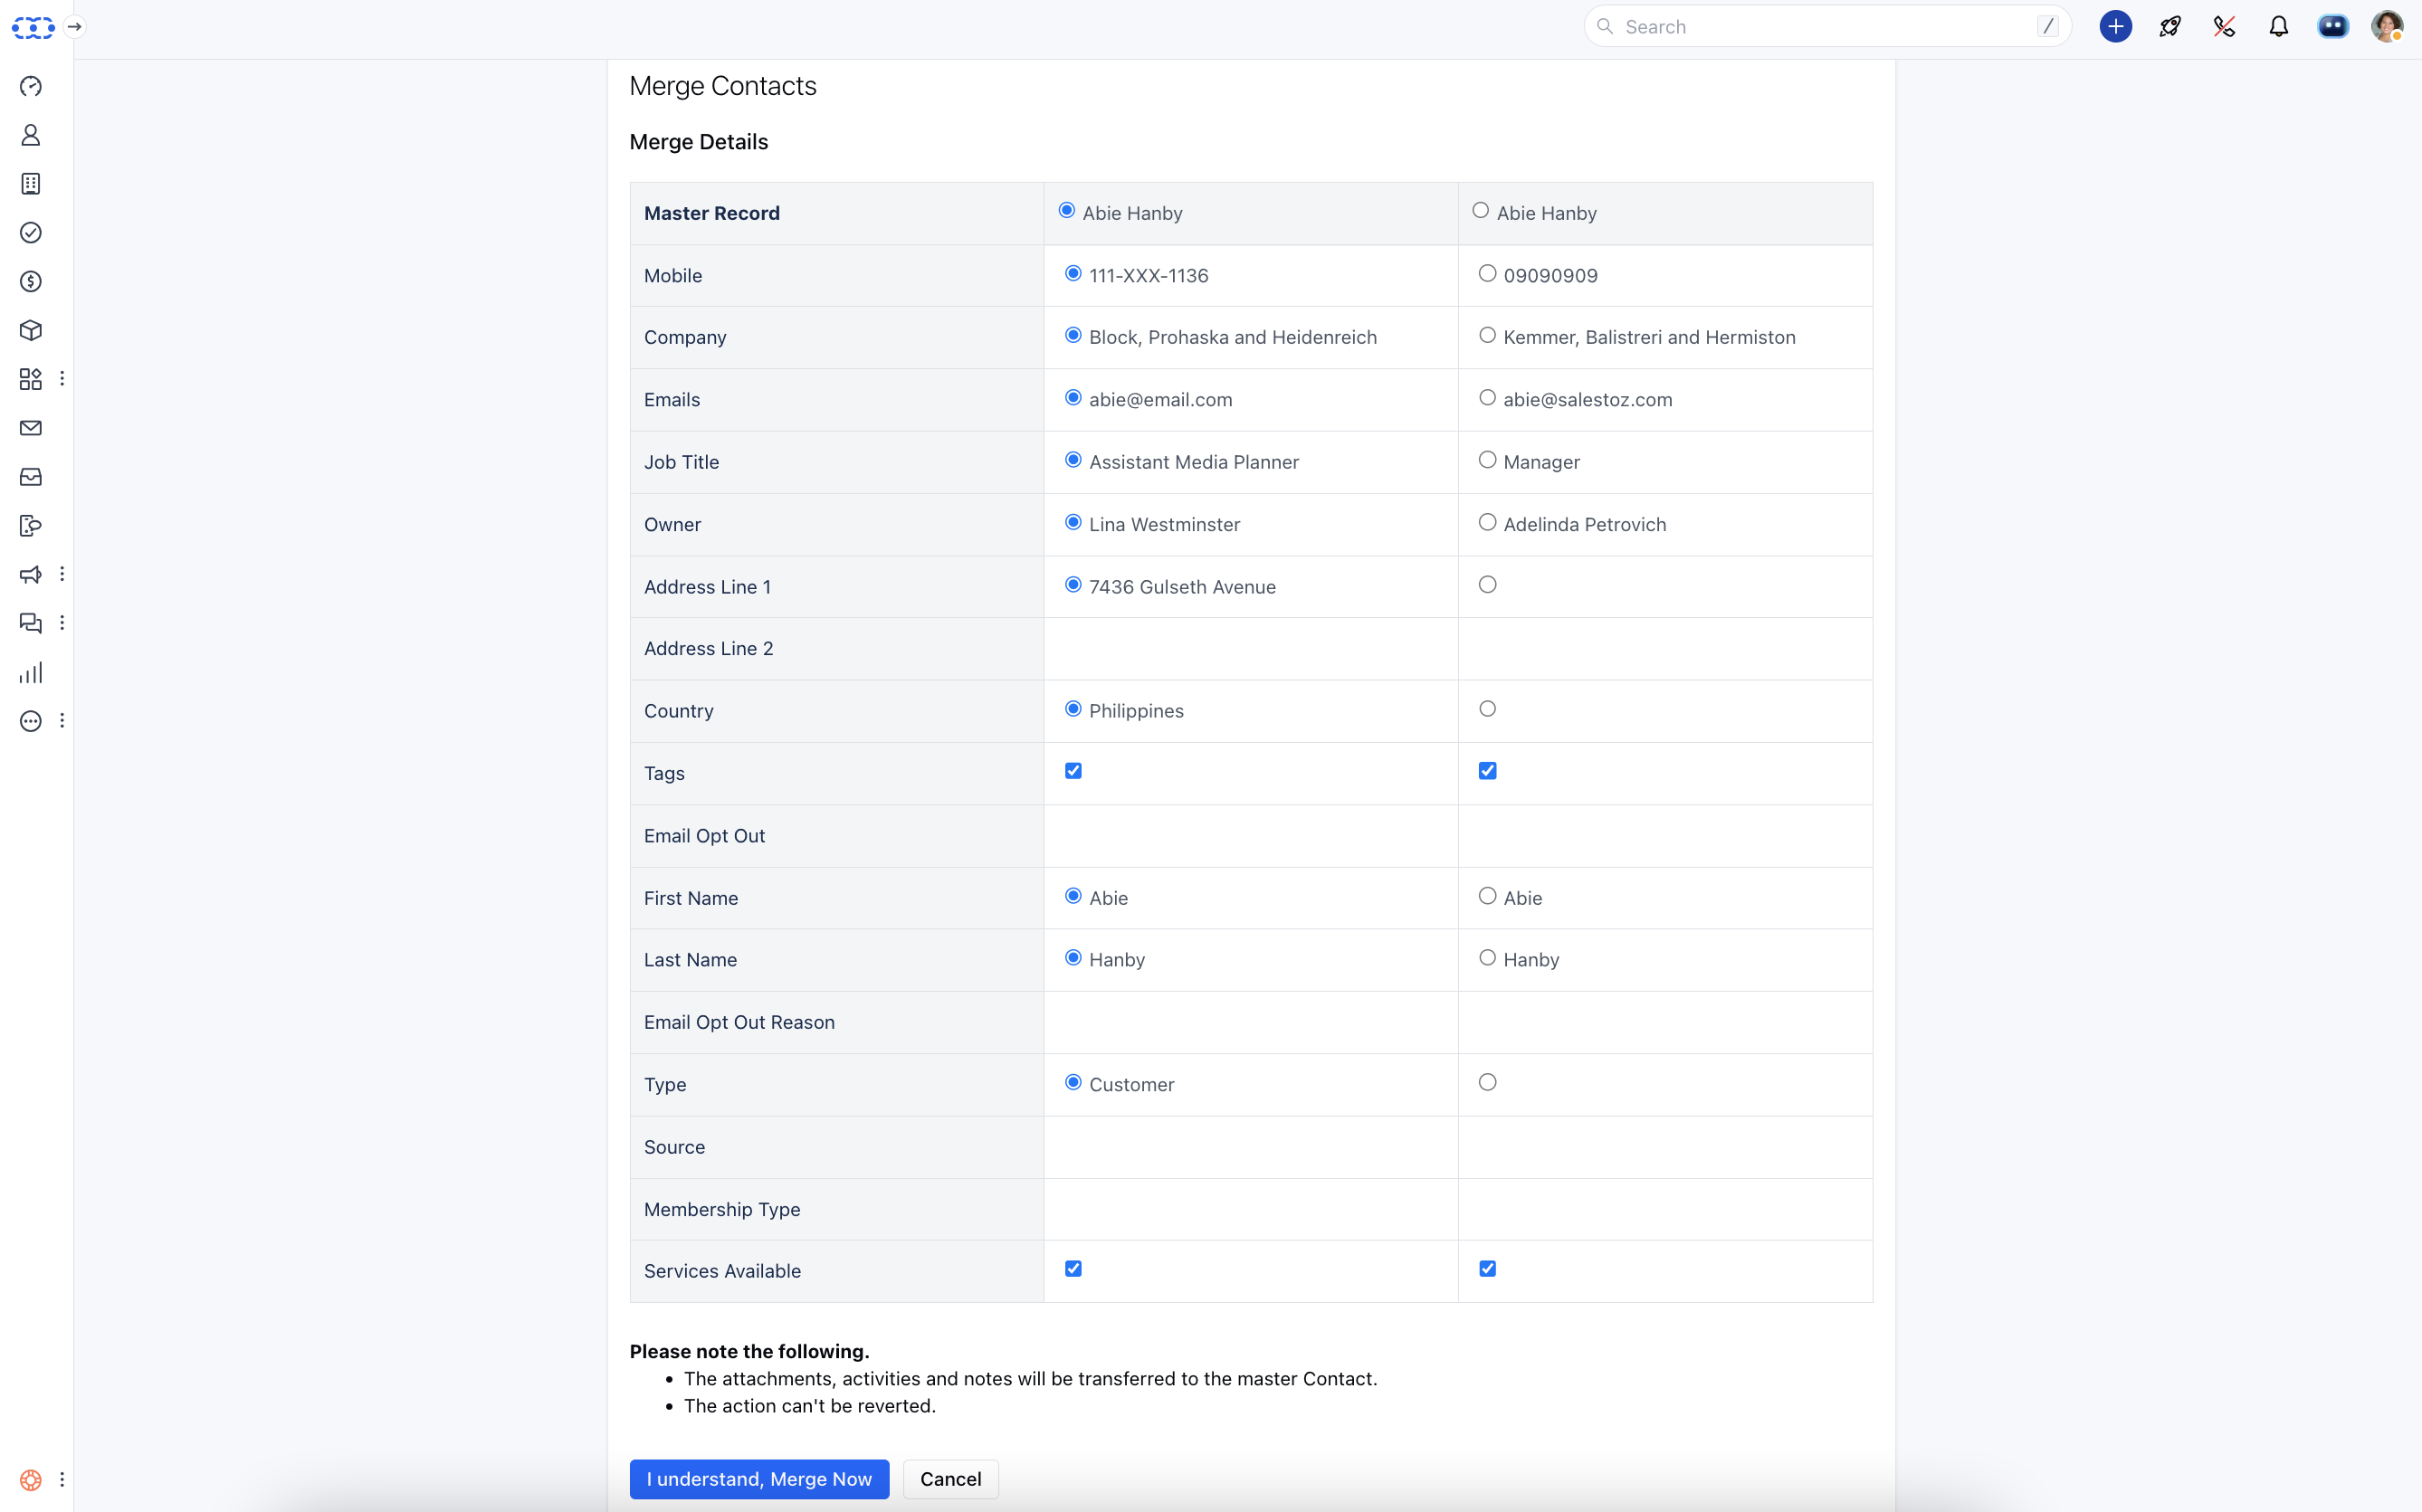 Search /
Merge Contacts
Merge Details
Master Record Abie Hanby Abie Hanby
Mobile 111-XXX-1136 09090909
Company Block, Prohaska and Heidenreich Kemmer, Balistreri and Hermiston
Emails abie@email.com abie@salestoz.com
Job Title Assistant Media Planner Manager
Owner Lina Westminster Adelinda Petrovich
Address Line 1 7436 Gulseth Avenue
Address Line 2
Country Philippines
Tags
Email Opt Out
First Name Abie Abie
Last Name Hanby Hanby
Email Opt Out Reason
Type Customer
Source
Membership Type
Services Available
Please note the following.
• The attachments, activities and notes will be transferred to the master Contact.
• The action can't be reverted.
I understand, Merge Now Cancel